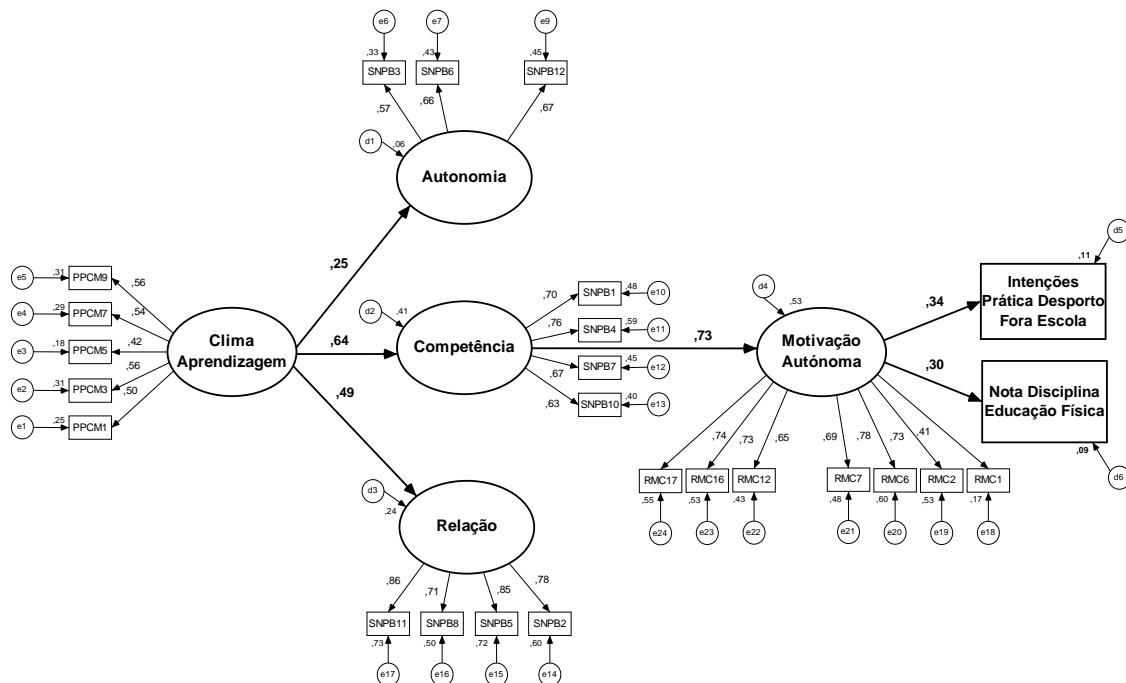 e6
e7
e9
,33
,43
,45
SNPB3
SNPB6
SNPB12
,57
,66
,67
d1
,06
Autonomia
,25
e5
,31
PPCM9
,56
e4
,29
PPCM7
,54
e3
,18
PPCM5
,42
e2
,31
PPCM3
,56
e1
,25
PPCM1
,50
Clima
Aprendizagem
,64
,49
d2
,41
Competência
,70
SNPB1
,48
e10
,76
SNPB4
,59
e11
,67
SNPB7
,45
e12
,63
SNPB10
,40
e13
,73
d4
,53
Motivação
Autónoma
,34
,30
d5
,11
Intenções
Prática Desporto
Fora Escola
Nota Disciplina
Educação Física
,09
d6
,74
,73
,65
,69
,78
,73
,41
RMC17
RMC16
RMC12
RMC7
RMC6
RMC2
RMC1
,55
,53
,43
,48
,60
,53
,17
e24
e23
e22
e21
e20
e19
e18
d3
,24
Relação
,86
,71
,85
,78
SNPB11
SNPB8
SNPB5
SNPB2
,73
,50
,72
,60
e17
e16
e15
e14